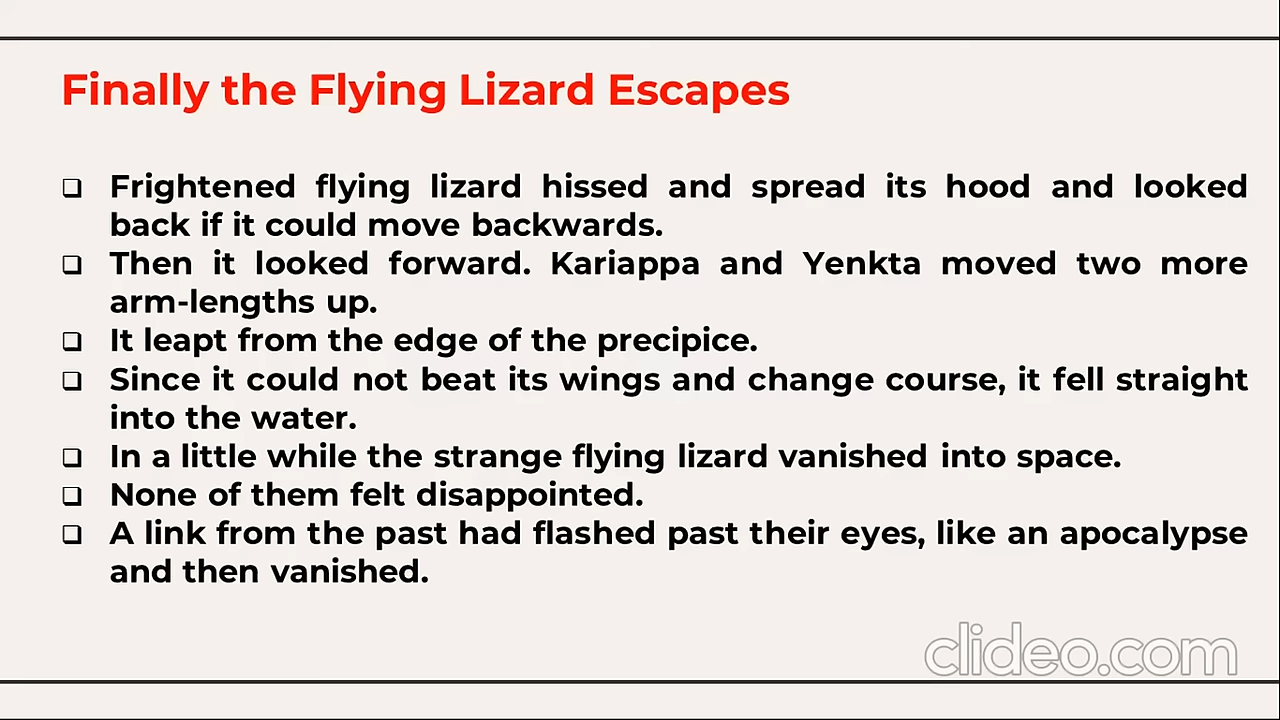 Finally the Flying Lizard Escapes
❑ Frightened flying lizard hissed and spread its hood and looked
back if it could move backwards.
❑ Then it looked forward. Kariappa and Yenkta moved two more
arm-lengths up.
❑ It leapt from the edge of the precipice.
❑ Since it could not beat its wings and change course, it fell straight
into the water.
❑ In a little while the strange flying lizard vanished into space.
❑ None of them felt disappointed.
❑ A link from the past had flashed past their eyes, like an apocalypse
and then vanished.
clideo.com